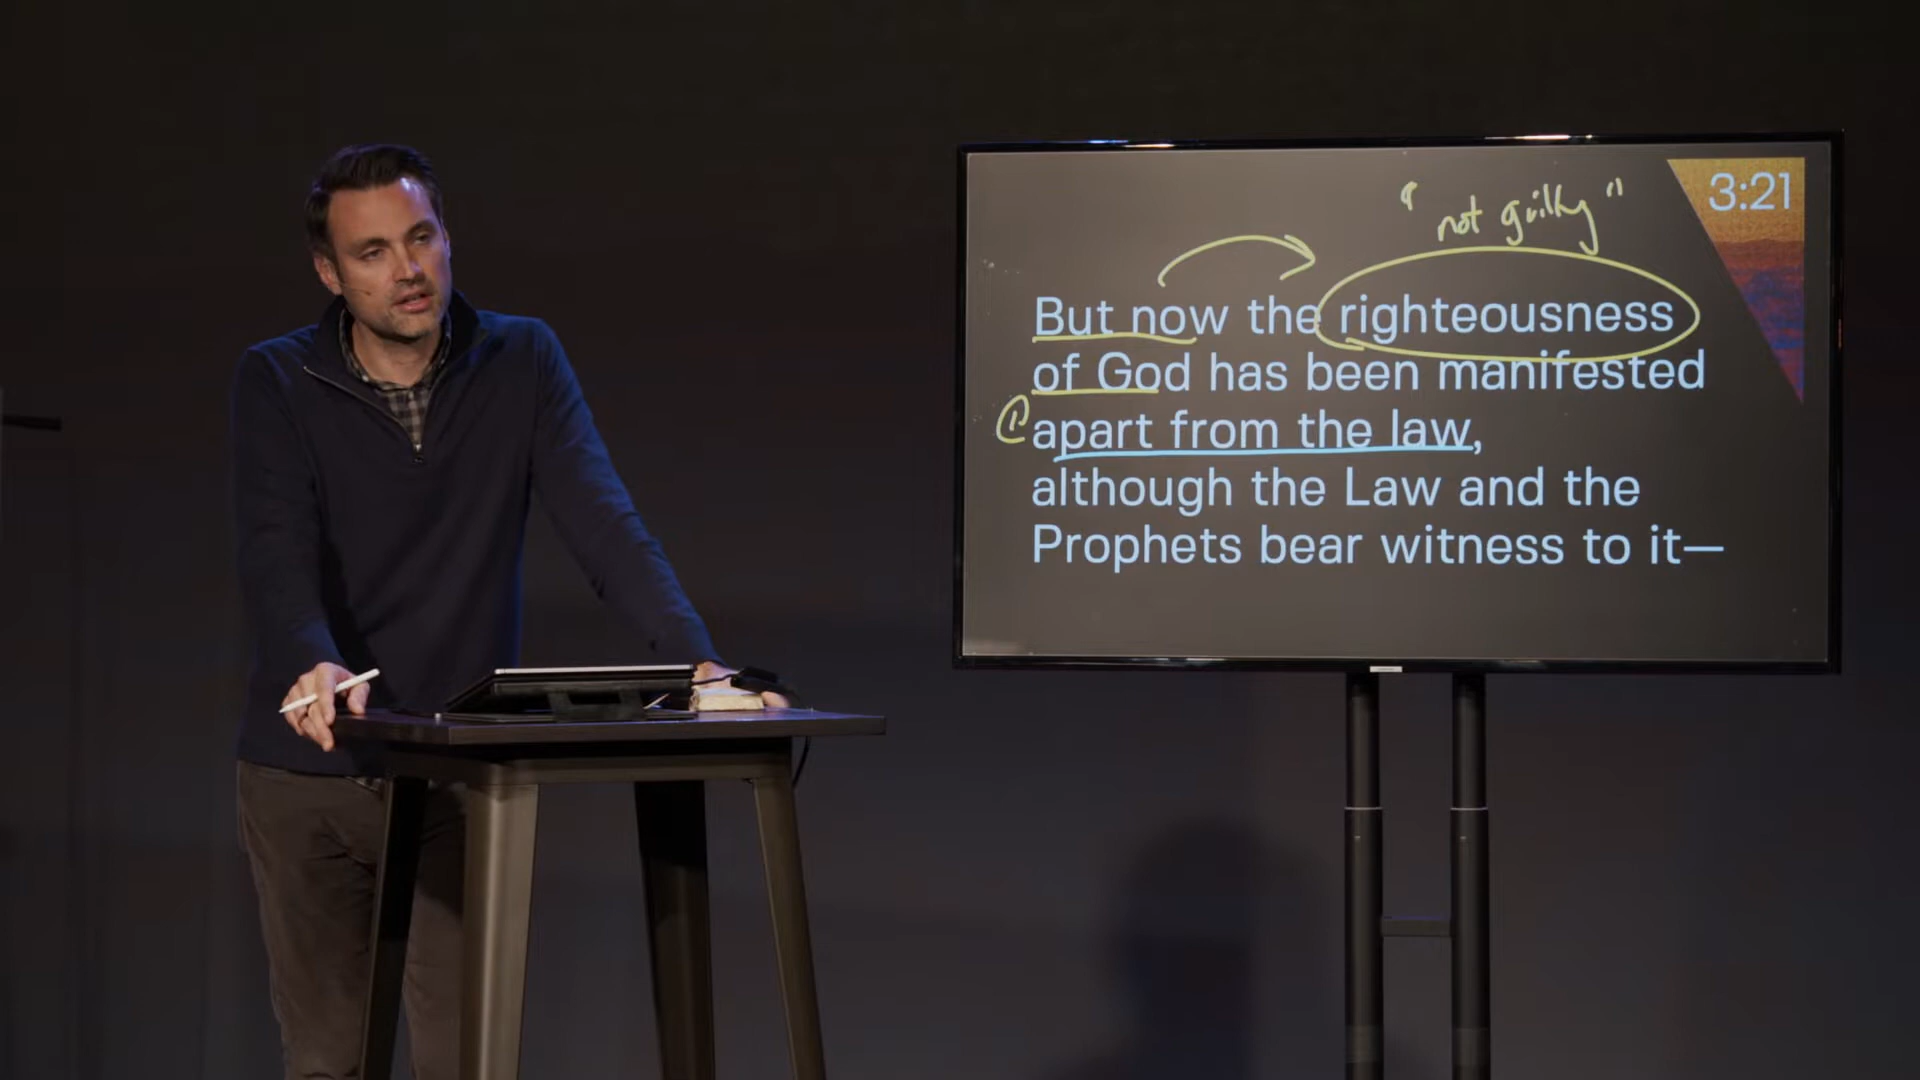 3:21
"not guilty"
But now the righteousness
of God has been manifested
① apart from the law,
although the Law and the
Prophets bear witness to it—